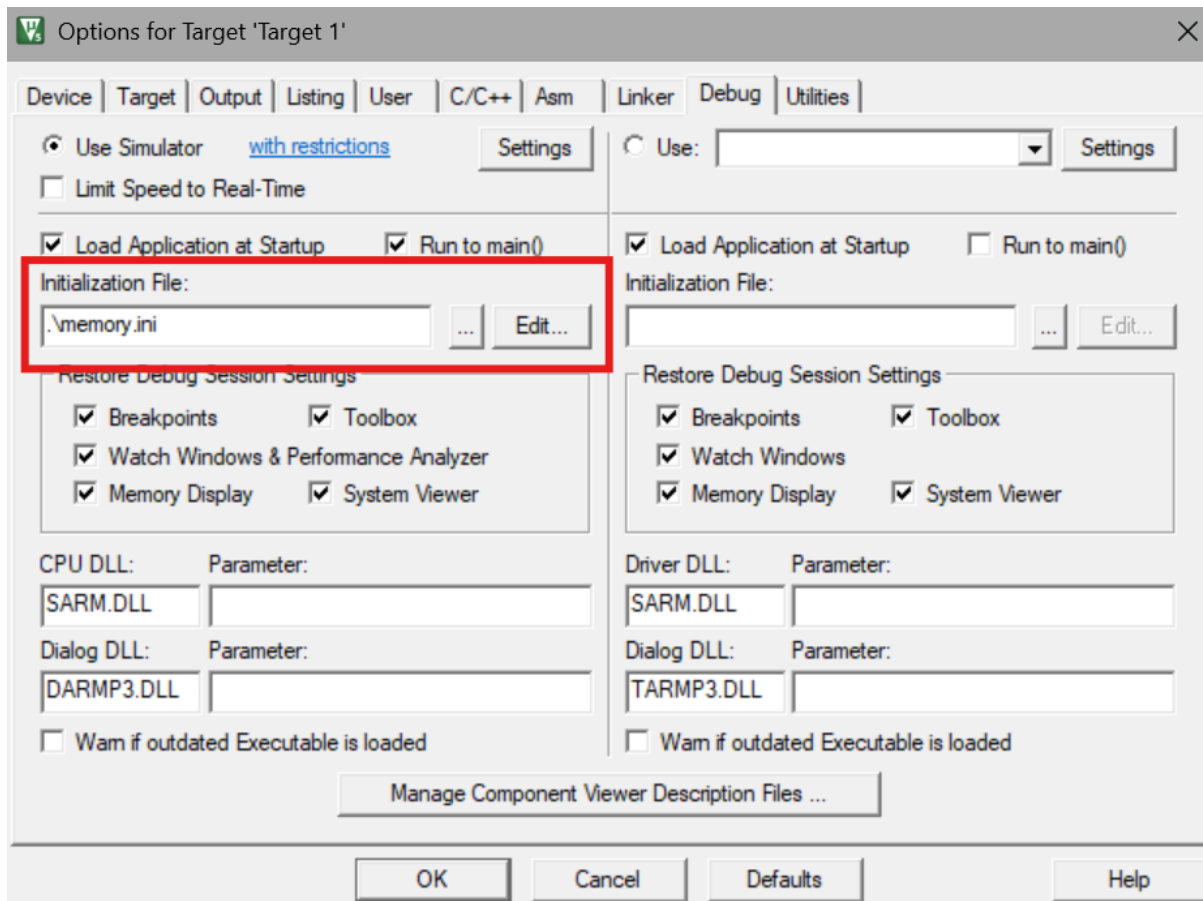 Options for Target 'Target 1'
Device Target Output Listing User C/C++ Asm Linker Debug Utilities
Use Simulator with restrictions Settings Use: Settings
Limit Speed to Real-Time
Load Application at Startup Run to main() Load Application at Startup Run to main()
Initialization File: Initialization File:
.\memory.ini ... Edit... ... Edit...
Restore Debug Session Settings Restore Debug Session Settings
Breakpoints Toolbox Breakpoints Toolbox
Watch Windows & Performance Analyzer Watch Windows
Memory Display System Viewer Memory Display System Viewer
CPU DLL: Parameter: Driver DLL: Parameter:
SARM.DLL SARM.DLL
Dialog DLL: Parameter: Dialog DLL: Parameter:
DARMP3.DLL TARMP3.DLL
Warn if outdated Executable is loaded Warn if outdated Executable is loaded
Manage Component Viewer Description Files ...
OK Cancel Defaults Help